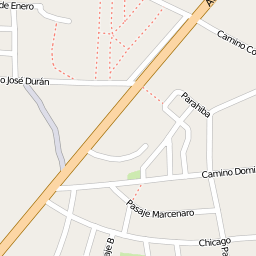 de Enero
Camino Co
A
o José Durán
Parahiba
Camino Domi
Pasaje Marcenaro
aje B
Chicago